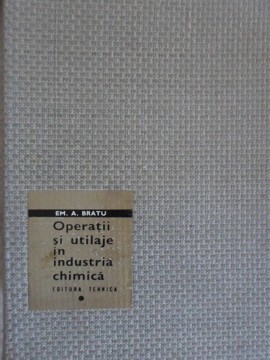 EM. A. BRATU
Operații
și utilaje
în
industria
chimică
EDITURA TEHNICA